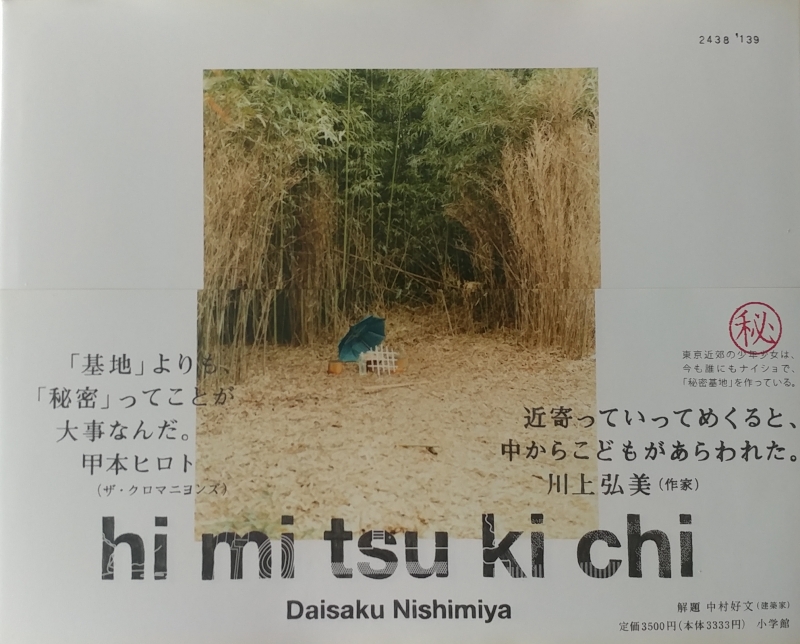 2438 '139
秘
東京近郊の少年少女は、
今も誰にもナイショで、
「秘密基地」を作っている。
「基地」よりも、
「秘密」ってことが
大事なんだ。
甲本ヒロト
(ザ・クロマニヨンズ)
近寄っていってめくると、
中からこどもがあらわれた。
川上弘美(作家)
hi mi tsu ki chi
Daisaku Nishimiya
解題 中村好文(建築家)
定価3500円(本体3333円) 小学館